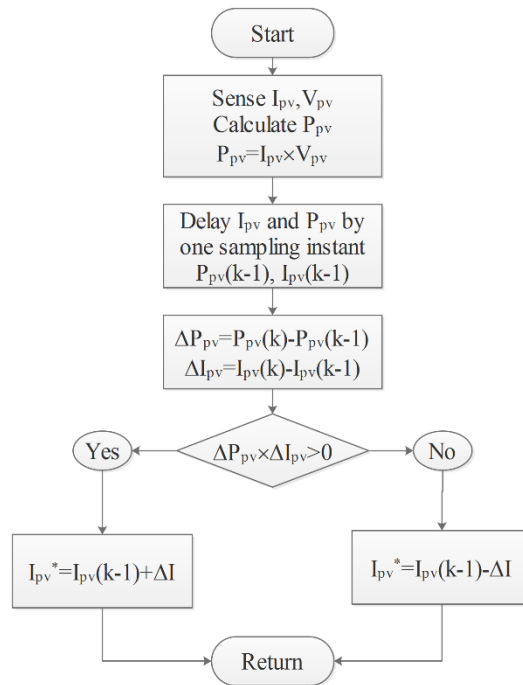 Start
Sense Iₚᵥ,Vₚᵥ
Calculate Pₚᵥ
Pₚᵥ=Iₚᵥ×Vₚᵥ
Delay Iₚᵥ and Pₚᵥ by
one sampling instant
Pₚᵥ(k-1), Iₚᵥ(k-1)
ΔPₚᵥ=Pₚᵥ(k)-Pₚᵥ(k-1)
ΔIₚᵥ=Iₚᵥ(k)-Iₚᵥ(k-1)
Yes
ΔPₚᵥ×ΔIₚᵥ>0
No
Iₚᵥ*=Iₚᵥ(k-1)+ΔI
Iₚᵥ*=Iₚᵥ(k-1)-ΔI
Return